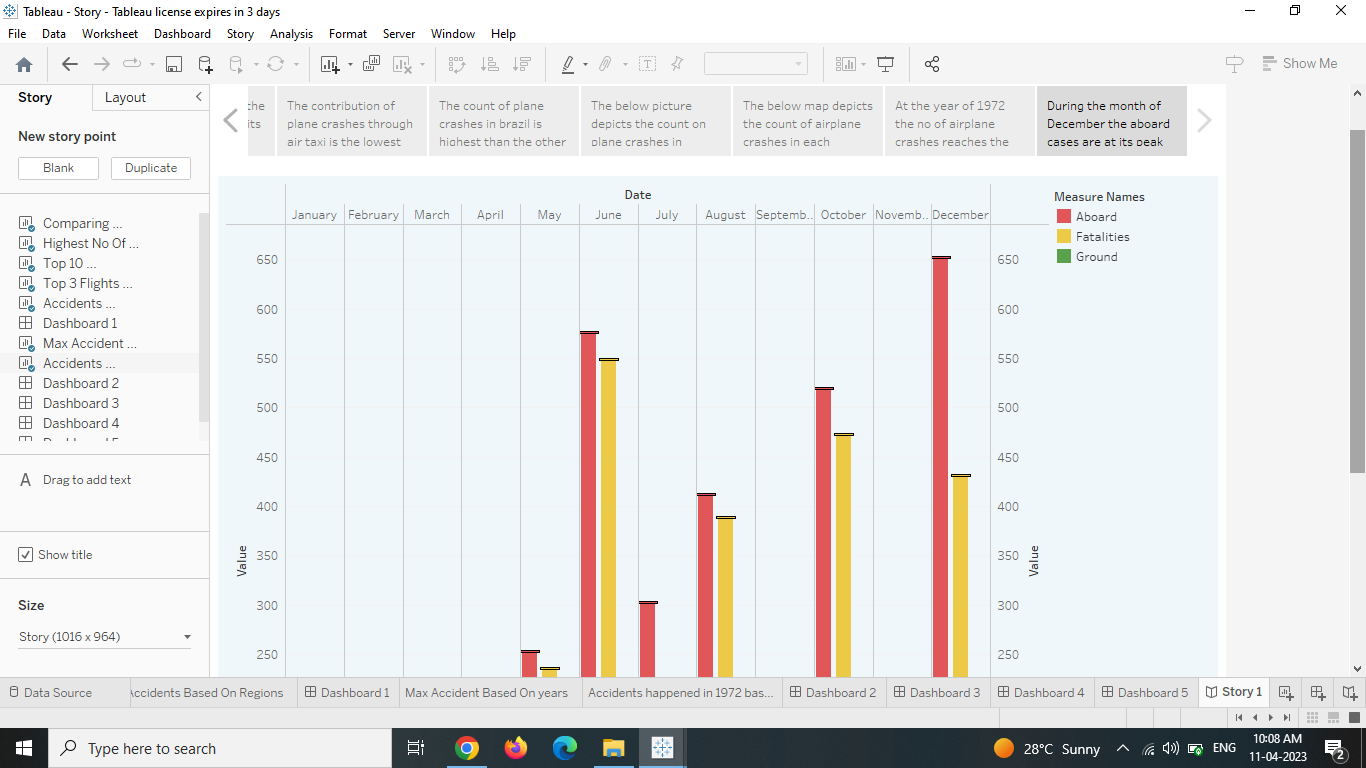 Tableau - Story - Tableau license expires in 3 days
File Data Worksheet Dashboard Story Analysis Format Server Window Help
Show Me
Story Layout
New story point
Blank Duplicate
Comparing ...
Highest No Of ...
Top 10 ...
Top 3 Flights ...
Accidents ...
Dashboard 1
Max Accident ...
Accidents ...
Dashboard 2
Dashboard 3
Dashboard 4
A Drag to add text
Show title
Size
Story (1016 x 964)
the
its
The contribution of
plane crashes through
air taxi is the lowest
The count of plane
crashes in brazil is
highest than the other
The below picture
depicts the count on
plane crashes in
The below map depicts
the count of airplane
crashes in each
At the year of 1972
the no of airplane
crashes reaches the
During the month of
December the aboard
cases are at its peak
Date
January February March April May June July August Septemb.. October Novemb.. December
650 650
600 600
550 550
500 500
450 450
400 400
350 350
300 300
250 250
Value
Value
Measure Names
Aboard
Fatalities
Ground
Data Source Accidents Based On Regions Dashboard 1 Max Accident Based On years Accidents happened in 1972 bas... Dashboard 2 Dashboard 3 Dashboard 4 Dashboard 5 Story 1
Type here to search
28°C Sunny
ENG
10:08 AM
11-04-2023
2